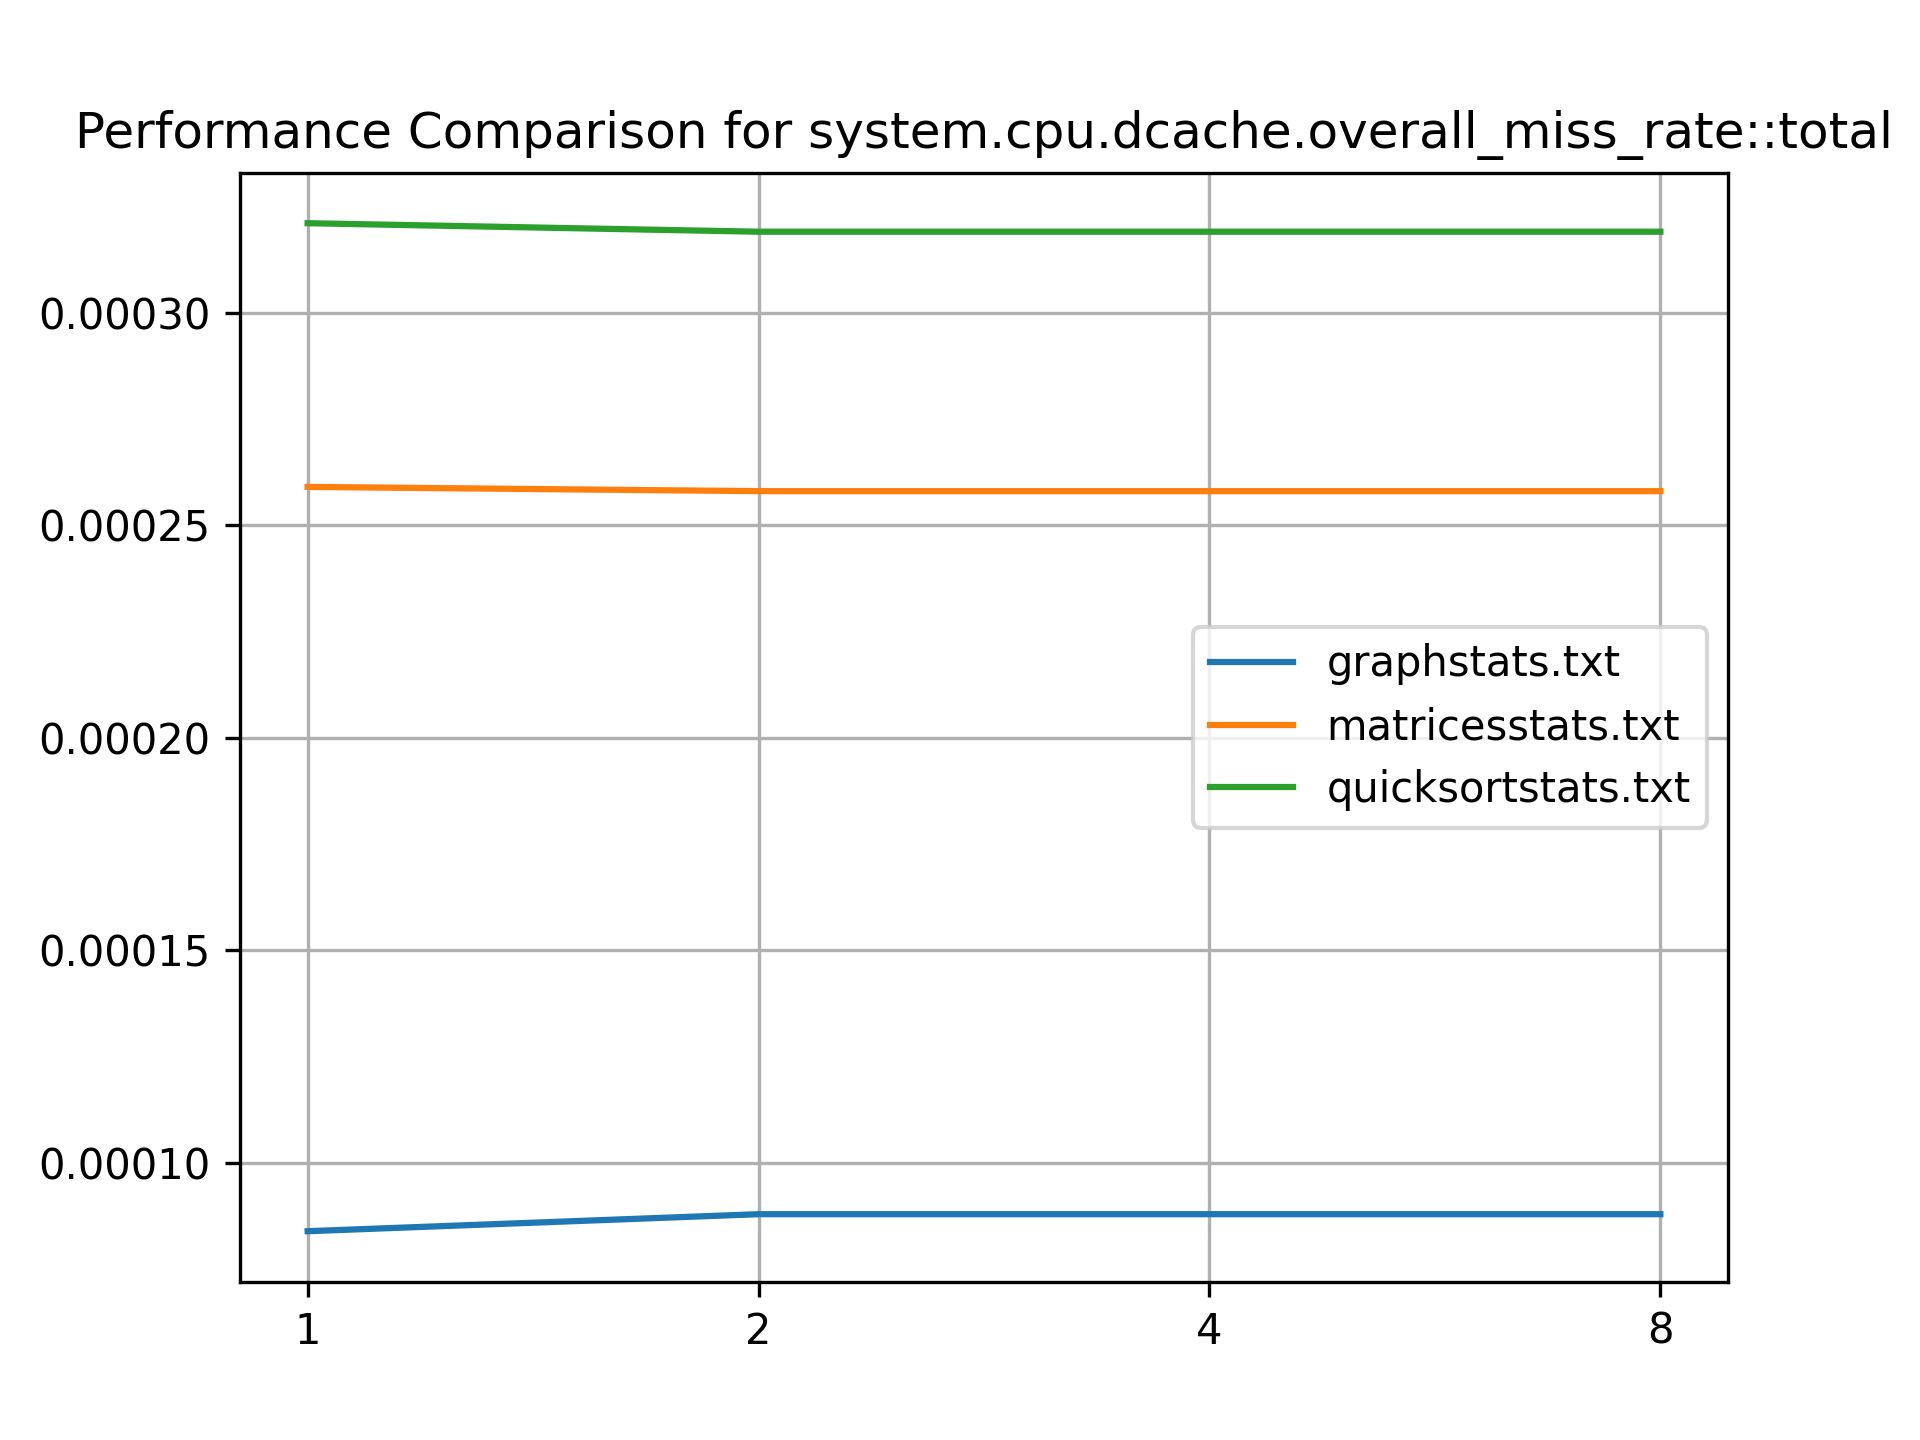 Performance Comparison for system.cpu.dcache.overall_miss_rate::total
0.00030
0.00025
0.00020
0.00015
0.00010
graphstats.txt
matricesstats.txt
quicksortstats.txt
1 2 4 8